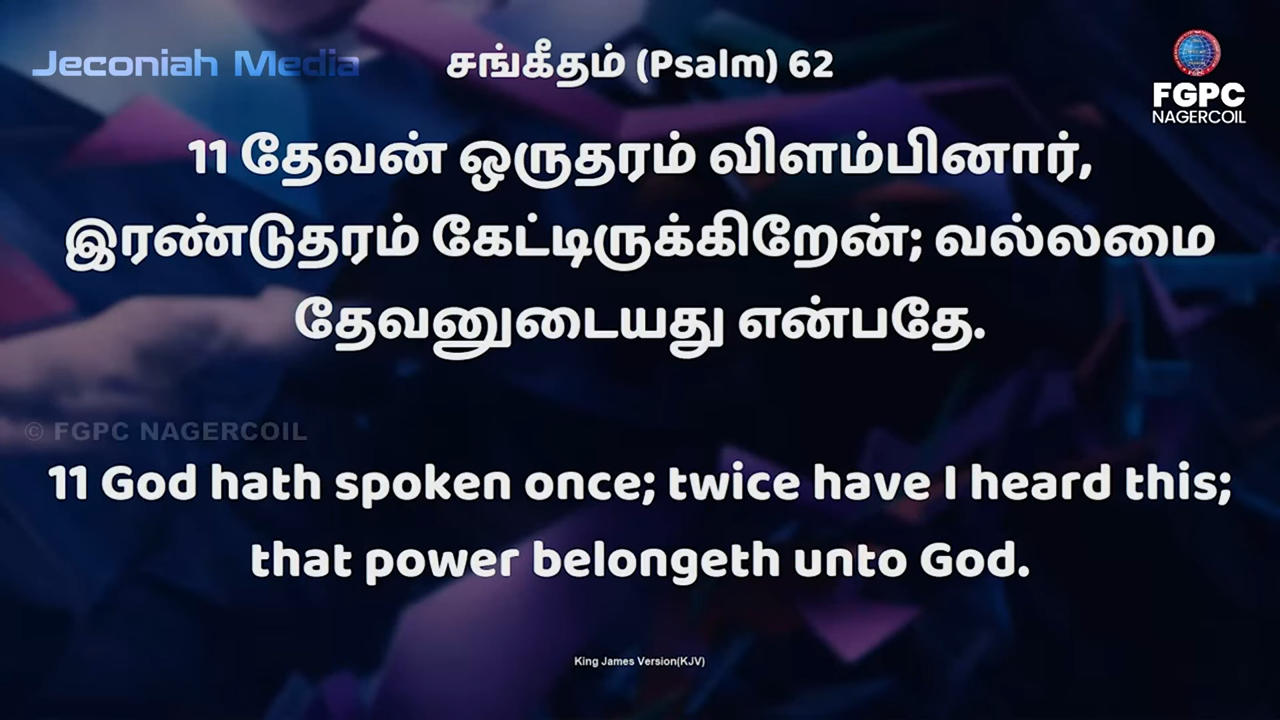 Jeconiah Media
சங்கீதம் (Psalm) 62
FGPC
NAGERCOIL
11 தேவன் ஒருதரம் விளம்பினார்,
இரண்டுதரம் கேட்டிருக்கிறேன்; வல்லமை
தேவனுடையது என்பதே.
© FGPC NAGERCOIL
11 God hath spoken once; twice have I heard this;
that power belongeth unto God.
King James Version(KJV)